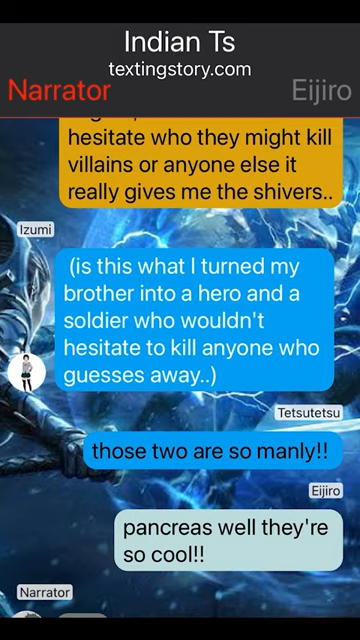 Indian Ts
textingstory.com
Narrator
Eijiro
hesitate who they might kill
villains or anyone else it
really gives me the shivers..
Izumi
(is this what I turned my
brother into a hero and a
soldier who wouldn't
hesitate to kill anyone who
guesses away..)
Tetsutetsu
those two are so manly!!
Eijiro
pancreas well they're
so cool!!
Narrator